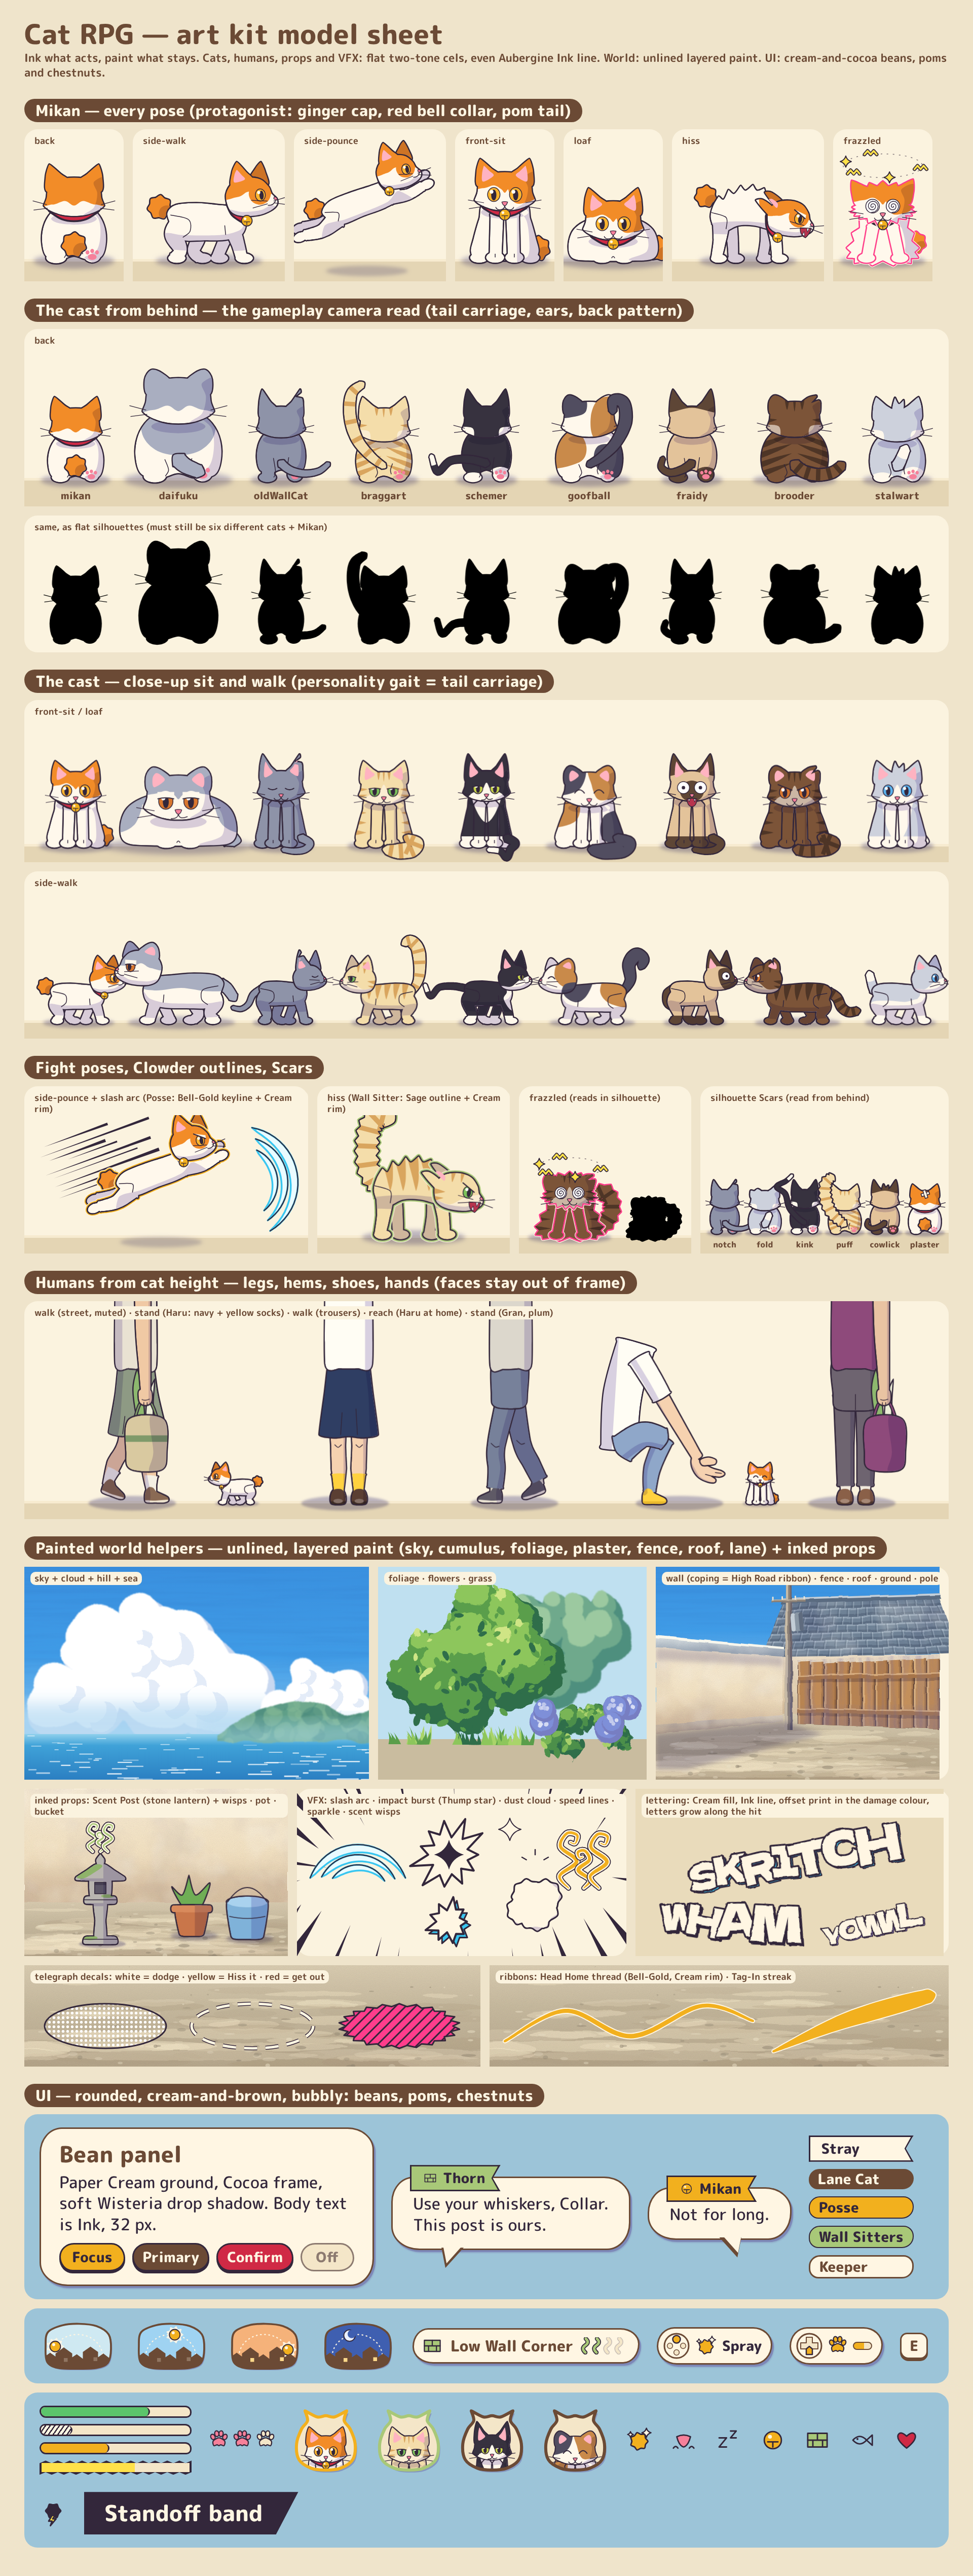 Cat RPG — art kit model sheet
Ink what acts, paint what stays. Cats, humans, props and VFX: flat two-tone cels, even Aubergine Ink line. World: unlined layered paint. UI: cream-and-cocoa beans, poms
and chestnuts.
Mikan — every pose (protagonist: ginger cap, red bell collar, pom tail)
back
side-walk
side-pounce
front-sit
loaf
hiss
frazzled
The cast from behind — the gameplay camera read (tail carriage, ears, back pattern)
back
mikan
daifuku
oldWallCat
braggart
schemer
goofball
fraidy
brooder
stalwart
same, as flat silhouettes (must still be six different cats + Mikan)
The cast — close-up sit and walk (personality gait = tail carriage)
front-sit / loaf
side-walk
Fight poses, Clowder outlines, Scars
side-pounce + slash arc (Posse: Bell-Gold keyline + Cream
rim)
hiss (Wall Sitter: Sage outline + Cream
rim)
frazzled (reads in silhouette)
silhouette Scars (read from behind)
notch
fold
kink
puff
cowlick
plaster
Humans from cat height — legs, hems, shoes, hands (faces stay out of frame)
walk (street, muted) · stand (Haru: navy + yellow socks) · walk (trousers) · reach (Haru at home) · stand (Gran, plum)
Painted world helpers — unlined, layered paint (sky, cumulus, foliage, plaster, fence, roof, lane) + inked props
sky + cloud + hill + sea
foliage · flowers · grass
wall (coping = High Road ribbon) · fence · roof · ground · pole
inked props: Scent Post (stone lantern) + wisps · pot ·
bucket
VFX: slash arc · impact burst (Thump star) · dust cloud · speed lines ·
sparkle · scent wisps
lettering: Cream fill, Ink line, offset print in the damage colour,
letters grow along the hit
SKRITCH
WHAM
YOWWL
telegraph decals: white = dodge · yellow = Hiss it · red = get out
ribbons: Head Home thread (Bell-Gold, Cream rim) · Tag-In streak
UI — rounded, cream-and-brown, bubbly: beans, poms, chestnuts
Bean panel
Paper Cream ground, Cocoa frame,
soft Wisteria drop shadow. Body text
is Ink, 32 px.
Focus
Primary
Confirm
Off
Thorn
Use your whiskers, Collar.
This post is ours.
Mikan
Not for long.
Stray
Lane Cat
Posse
Wall Sitters
Keeper
Low Wall Corner
Spray
E
z z
Standoff band